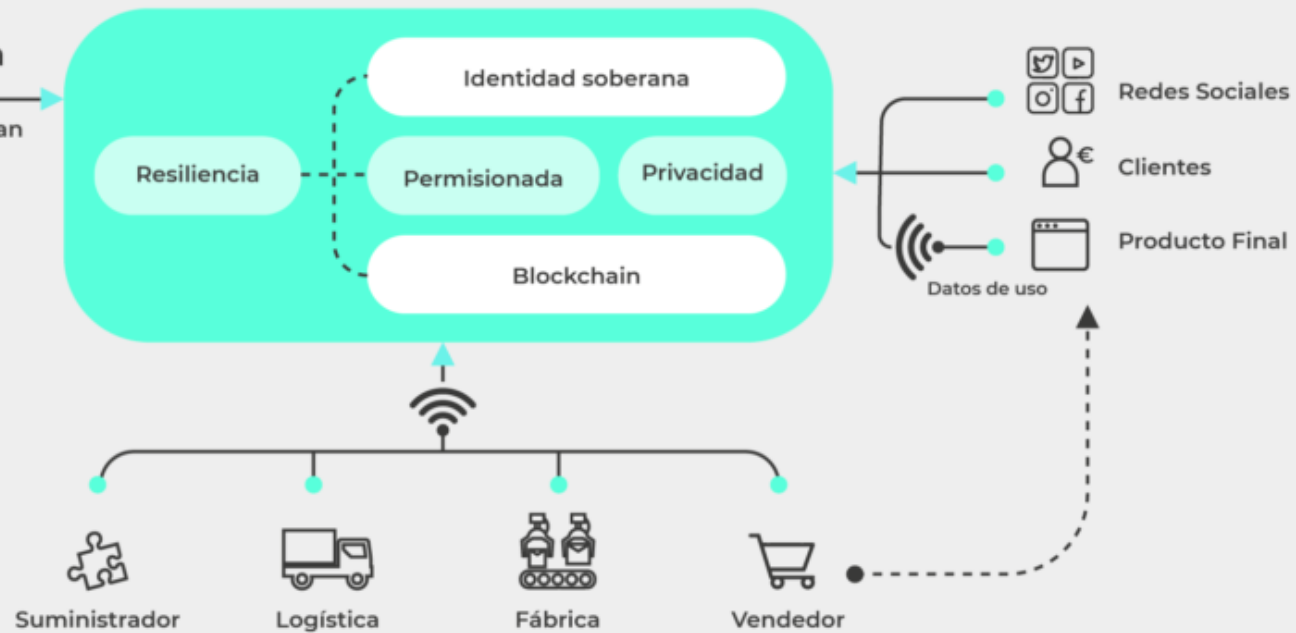 Identidad soberana
Resiliencia
Permisionada
Privacidad
Blockchain
Redes Sociales
Clientes
Producto Final
Datos de uso
Suministrador
Logística
Fábrica
Vendedor